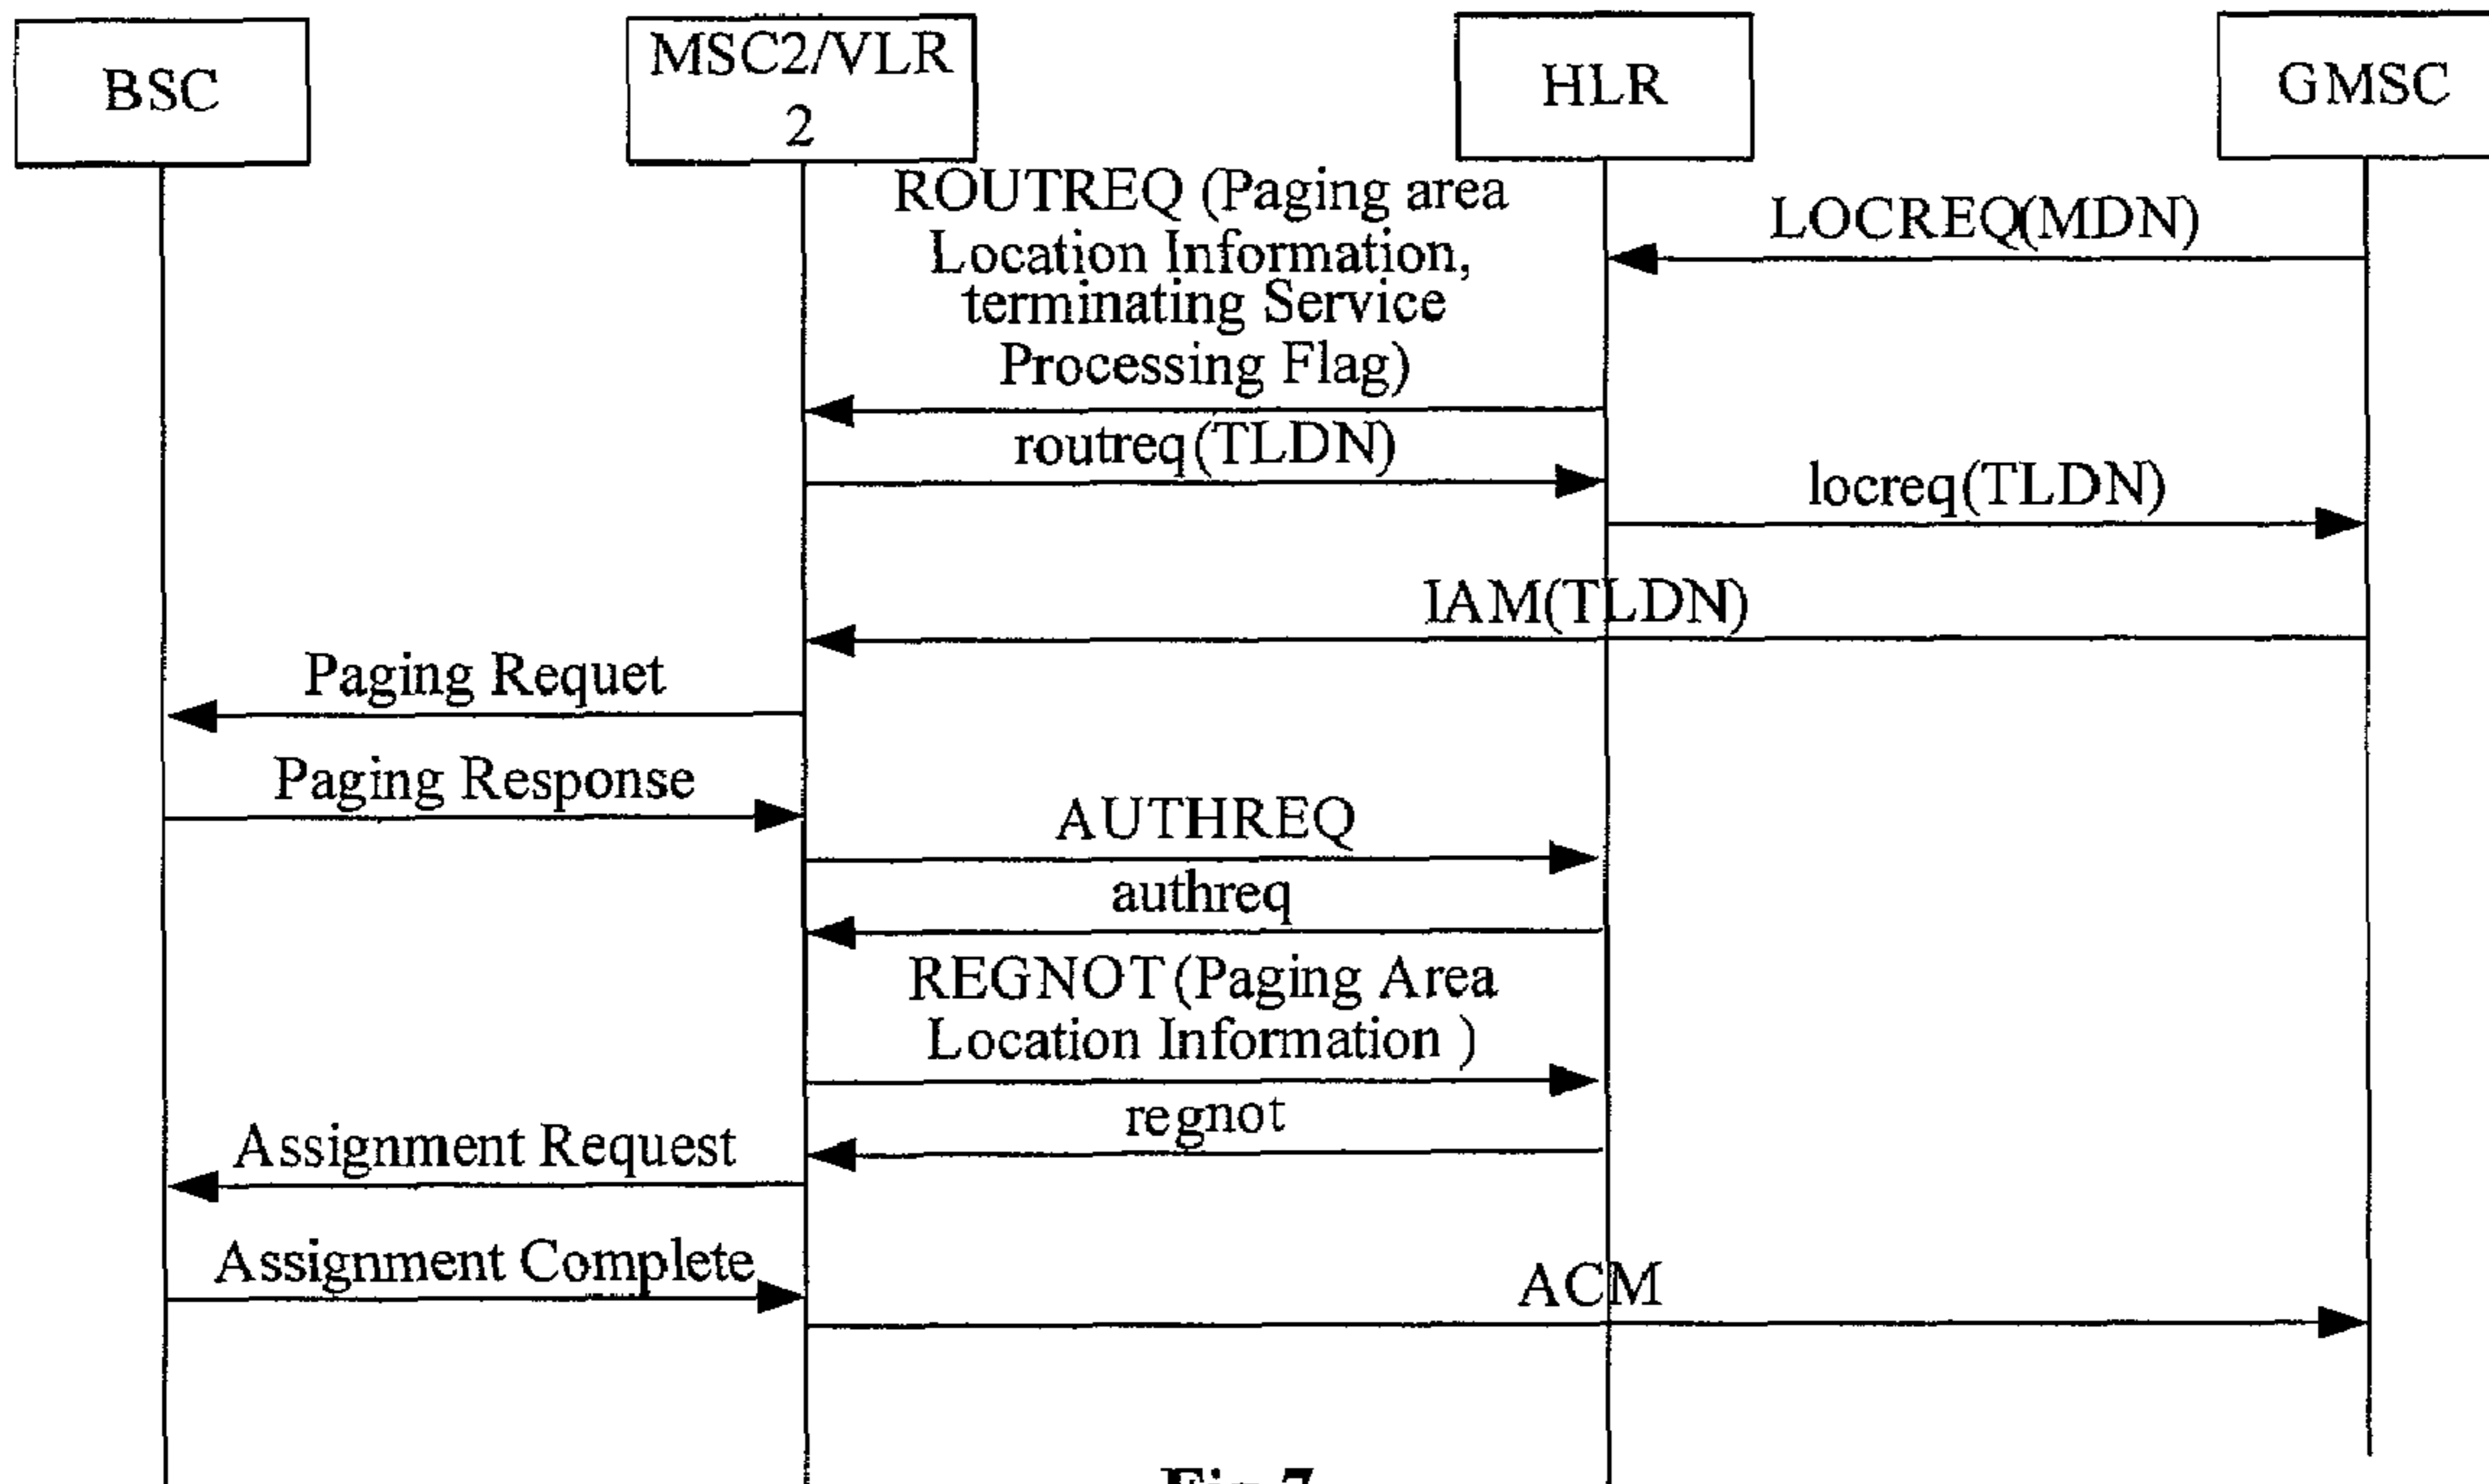 BSC
MSC2/VLR
2
HLR
GMSC
ROUTREQ (Paging area
Location Information,
terminating Service
Processing Flag)
LOCREQ(MDN)
routreq(TLDN)
locreq(TLDN)
IAM(TLDN)
Paging Requet
Paging Response
AUTHREQ
authreq
REGNOT(Paging Area
Location Information )
regnot
Assignment Request
Assignment Complete
ACM
Fig.7